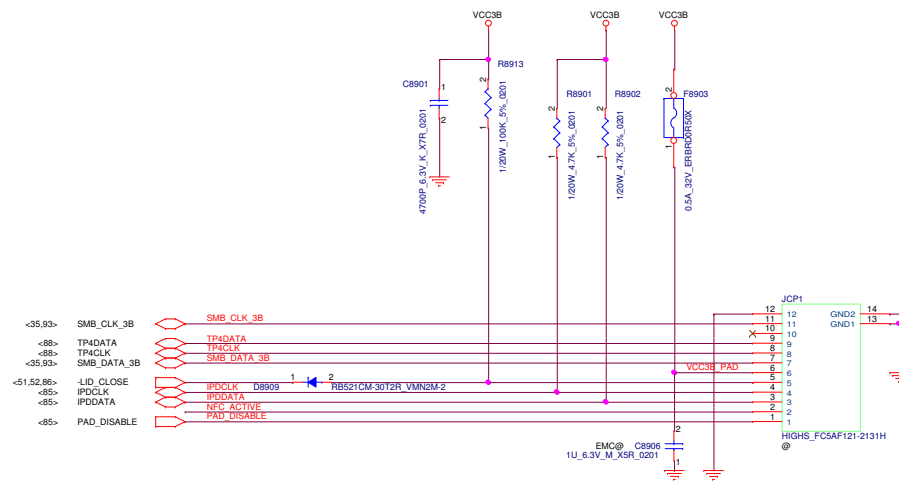 VCC3B VCC3B VCC3B
R8913
C8901 1 2
2
4700P_6.3V_K_X7R_0201
1
1/20W_100K_5%_0201
R8901 R8902
2 2
1 1
1/20W_4.7K_5%_0201
1/20W_4.7K_5%_0201
2 F8903
1
0.5A_32V_ERBRD0R50X
JCP1
12 12 GND2 14
<35,93> SMB_CLK_3B SMB_CLK_3B 11 11 GND1 13
10 10
<88> TP4DATA TP4DATA 9 9
<88> TP4CLK TP4CLK 8 8
<35,93> SMB_DATA_3B SMB_DATA_3B 7 7
VCC3B_PAD 6 6
<51,52,86> -LID_CLOSE 1 2 5 5
D8909 RB521CM-30T2R_VMN2M-2
<85> IPDCLK IPDCLK 4 4
<85> IPDDATA IPDDATA 3 3
NFC_ACTIVE 2 2
<85> PAD_DISABLE PAD_DISABLE 1 1
HIGHS_FC5AF121-2131H
@
2
EMC@ C8906
1U_6.3V_M_X5R_0201
1